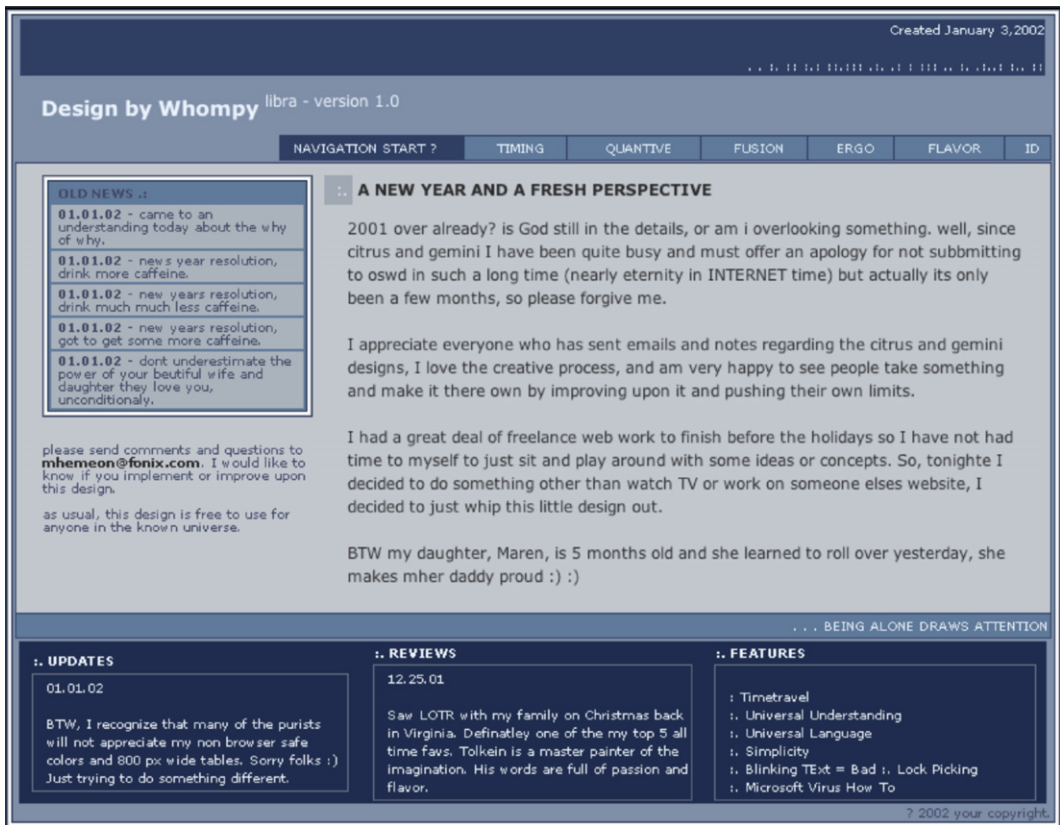 Created January 3,2002
Design by Whompy libra - version 1.0
NAVIGATION START ? TIMING QUANTIVE FUSION ERGO FLAVOR ID
OLD NEWS .:
01.01.02 - came to an
understanding today about the why
of why.
01.01.02 - news year resolution,
drink more caffeine.
01.01.02 - new years resolution,
drink much much less caffeine.
01.01.02 - new years resolution,
got to get some more caffeine.
01.01.02 - dont underestimate the
power of your beutiful wife and
daughter they love you,
unconditionaly.
please send comments and questions to
mhemeon@fonix.com. I would like to
know if you implement or improve upon
this design.
as usual, this design is free to use for
anyone in the known universe.
:. A NEW YEAR AND A FRESH PERSPECTIVE
2001 over already? is God still in the details, or am i overlooking something. well, since
citrus and gemini I have been quite busy and must offer an apology for not subbmitting
to oswd in such a long time (nearly eternity in INTERNET time) but actually its only
been a few months, so please forgive me.
I appreciate everyone who has sent emails and notes regarding the citrus and gemini
designs, I love the creative process, and am very happy to see people take something
and make it there own by improving upon it and pushing their own limits.
I had a great deal of freelance web work to finish before the holidays so I have not had
time to myself to just sit and play around with some ideas or concepts. So, tonighte I
decided to do something other than watch TV or work on someone elses website, I
decided to just whip this little design out.
BTW my daughter, Maren, is 5 months old and she learned to roll over yesterday, she
makes mher daddy proud :) :)
. . . BEING ALONE DRAWS ATTENTION
:. UPDATES
01.01.02
BTW, I recognize that many of the purists
will not appreciate my non browser safe
colors and 800 px wide tables. Sorry folks :)
Just trying to do something different.
:. REVIEWS
12.25.01
Saw LOTR with my family on Christmas back
in Virginia. Definatley one of the my top 5 all
time favs. Tolkein is a master painter of the
imagination. His words are full of passion and
flavor.
:. FEATURES
: Timetravel
:. Universal Understanding
:. Universal Language
:. Simplicity
:. Blinking TExt = Bad :. Lock Picking
:. Microsoft Virus How To
? 2002 your copyright.